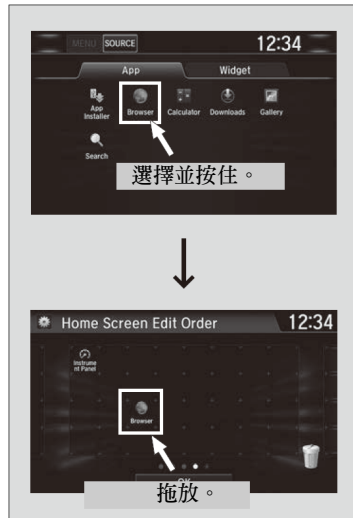 MENU SOURCE 12:34
App Widget
App Installer
Browser
Calculator
Downloads
Gallery
Search
選擇並按住。
Home Screen Edit Order 12:34
Instrume
nt Panel
Browser
OK
拖放。